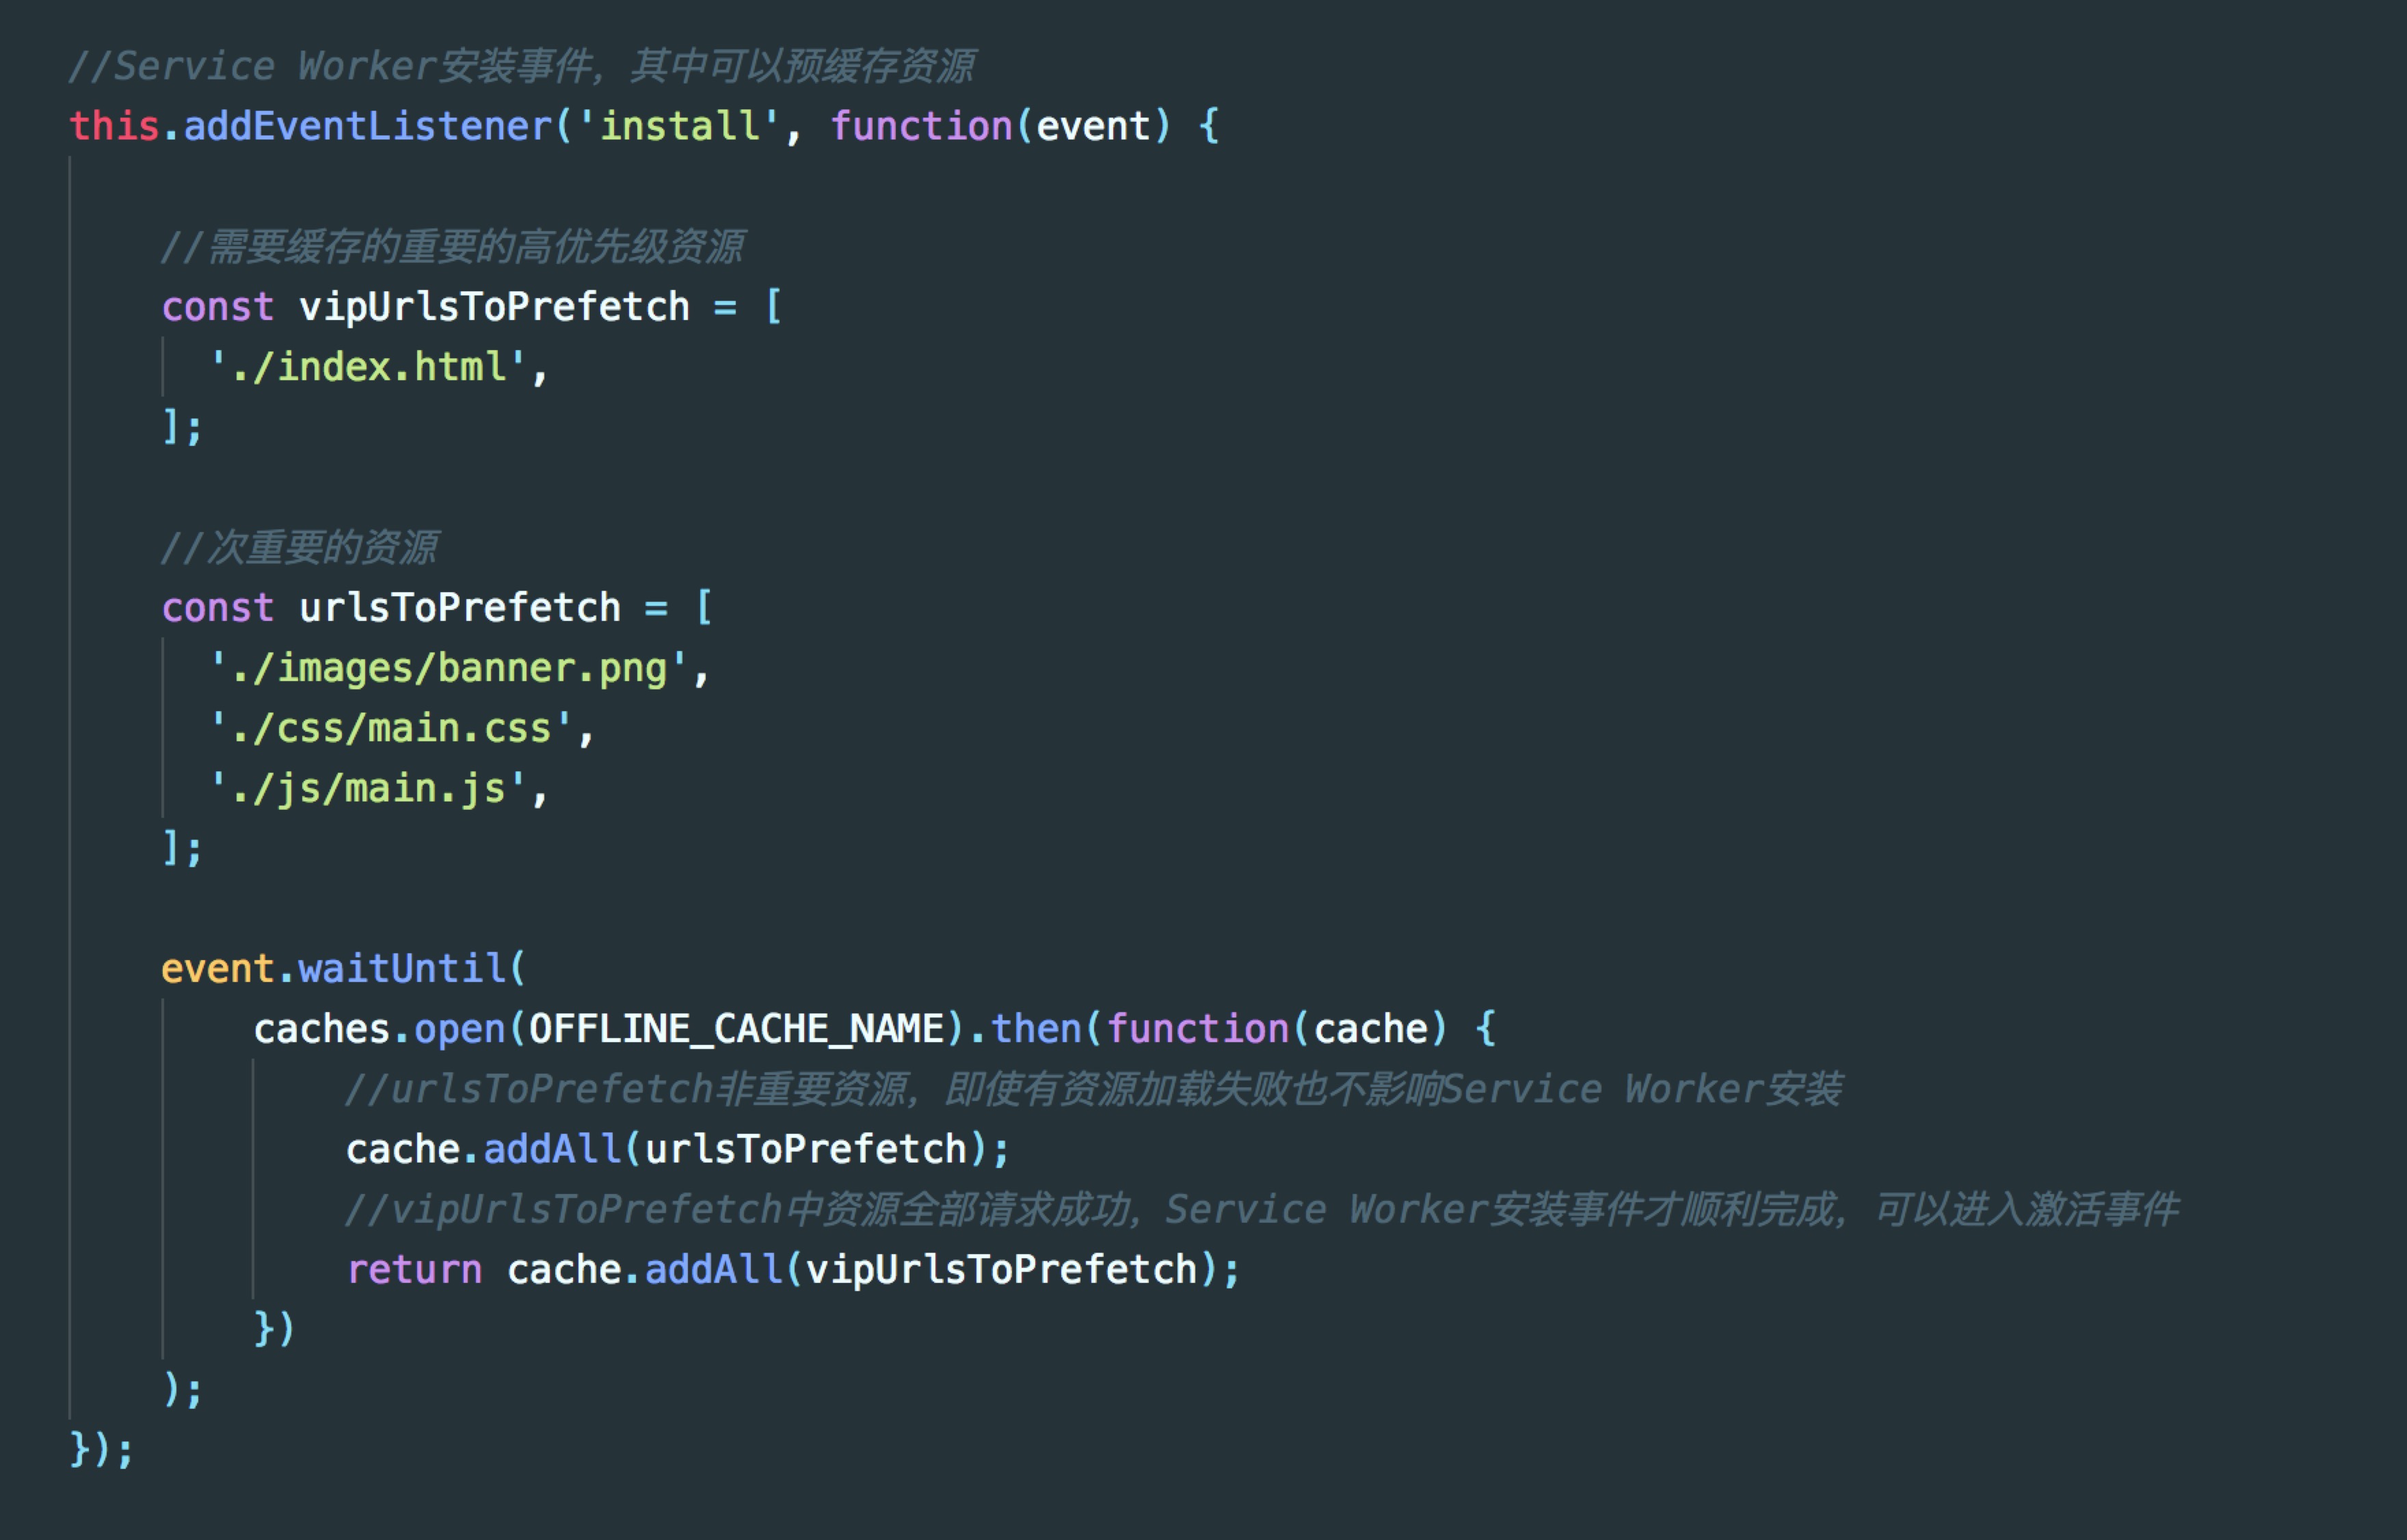 //Service Worker安装事件，其中可以预缓存资源
this.addEventListener('install', function(event) {
//需要缓存的重要的高优先级资源
const vipUrlsToPrefetch = [
'./index.html',
];
//次重要的资源
const urlsToPrefetch = [
'./images/banner.png',
'./css/main.css',
'./js/main.js',
];
event.waitUntil(
caches.open(OFFLINE_CACHE_NAME).then(function(cache) {
//urlsToPrefetch非重要资源，即使有资源加载失败也不影响Service Worker安装
cache.addAll(urlsToPrefetch);
//vipUrlsToPrefetch中资源全部请求成功，Service Worker安装事件才顺利完成，可以进入激活事件
return cache.addAll(vipUrlsToPrefetch);
})
);
});